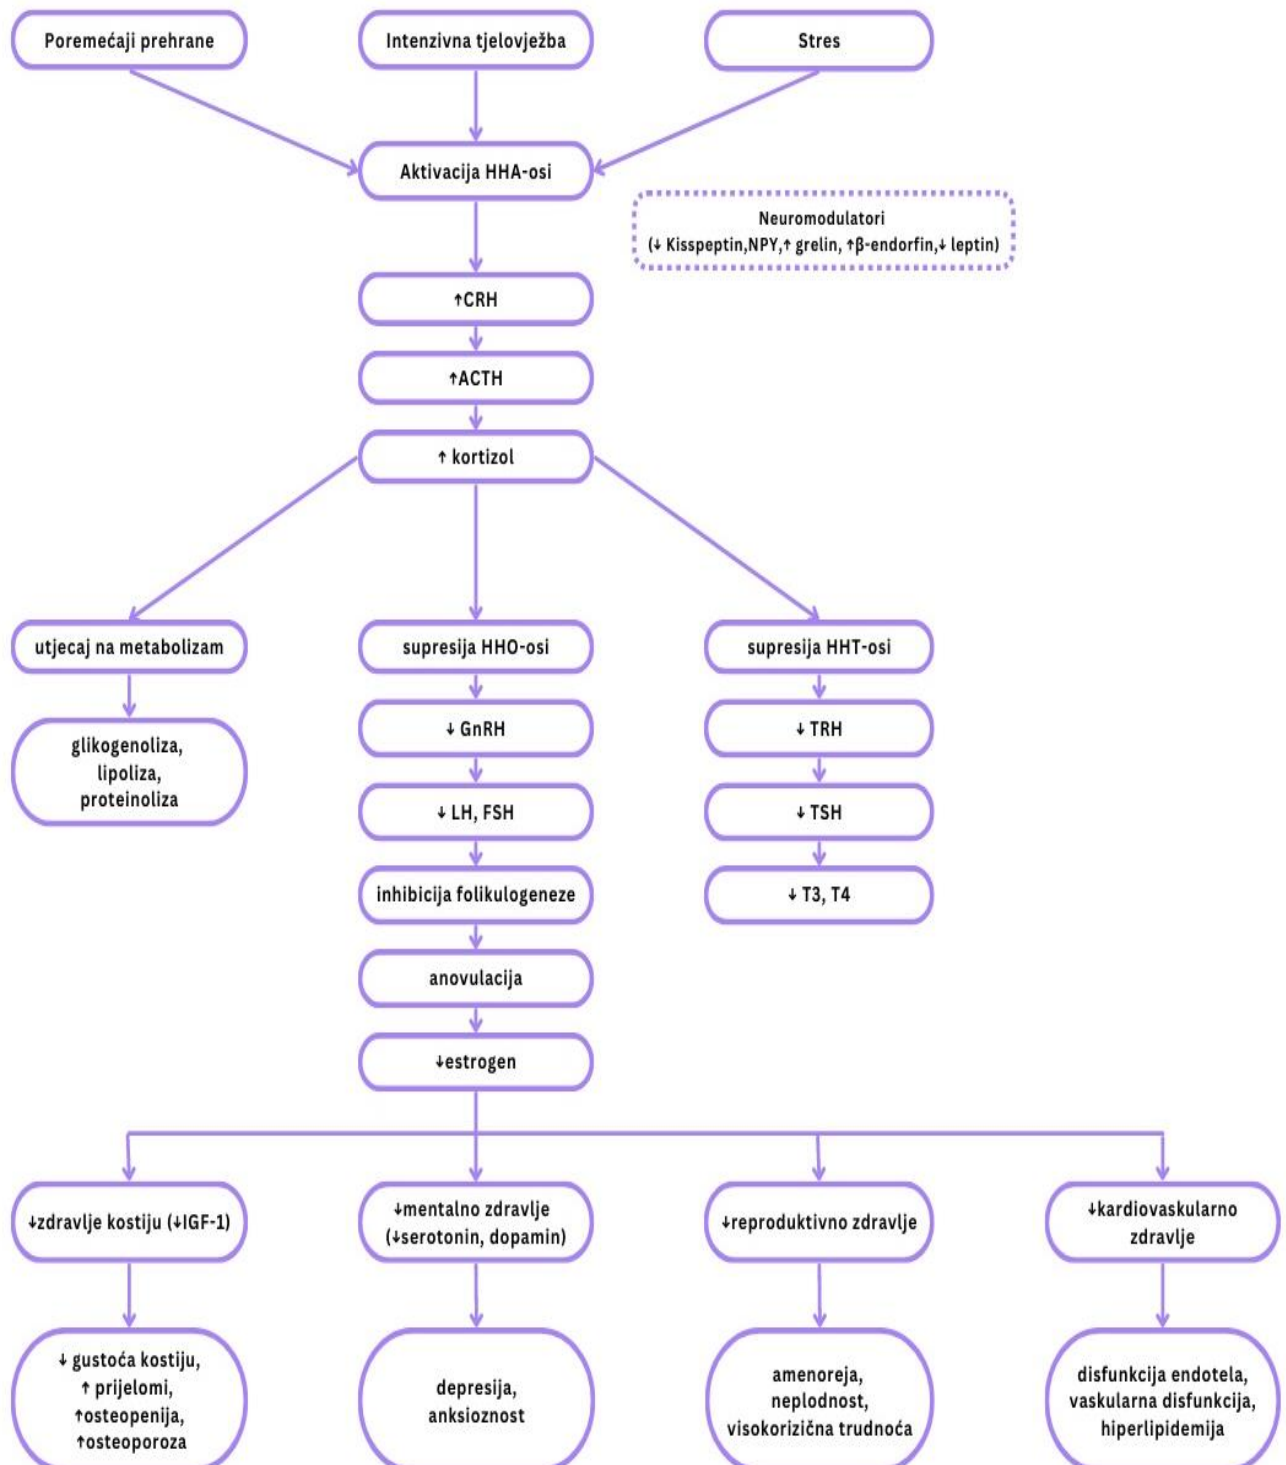 Poremećaji prehrane
Intenzivna tjelovježba
Stres
Aktivacija HHA-osi
Neuromodulatori
(↓ Kisspeptin,NPY,↑ grelin, ↑β-endorfin,↓ leptin)
↑CRH
↑ACTH
↑ kortizol
utjecaj na metabolizam
supresija HHO-osi
supresija HHT-osi
glikogenoliza,
lipoliza,
proteinoliza
↓ GnRH
↓ TRH
↓ LH, FSH
↓ TSH
inhibicija folikulogeneze
↓ T3, T4
anovulacija
↓estrogen
↓zdravlje kostiju (↓IGF-1)
↓mentalno zdravlje
(↓serotonin, dopamin)
↓reproduktivno zdravlje
↓kardiovaskularno
zdravlje
↓ gustoća kostiju,
↑ prijelomi,
↑osteopenija,
↑osteoporoza
depresija,
anksioznost
amenoreja,
neplodnost,
visokorizična trudnoća
disfunkcija endotela,
vaskularna disfunkcija,
hiperlipidemija